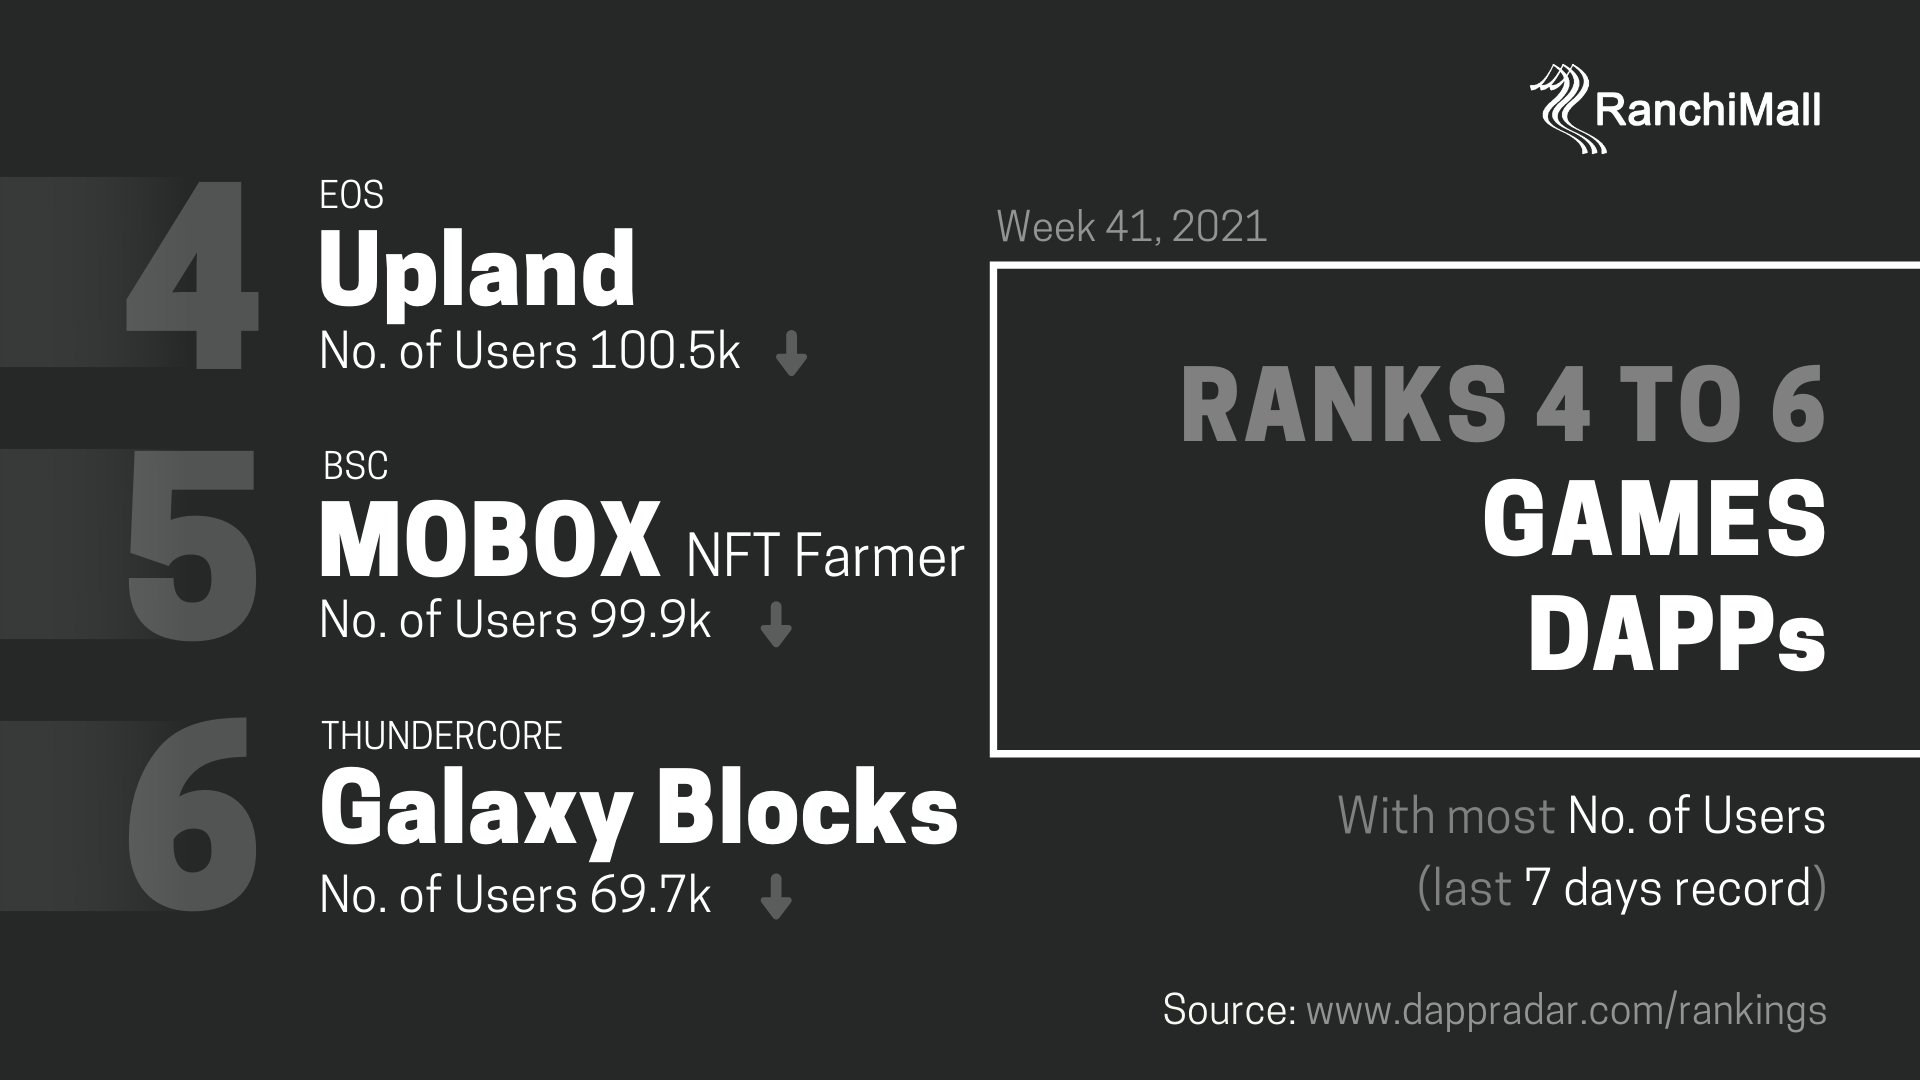 RanchiMall
4
EOS
Upland
No. of Users 100.5k
5
BSC
MOBOX NFT Farmer
No. of Users 99.9k
6
THUNDERCORE
Galaxy Blocks
No. of Users 69.7k
Week 41, 2021
RANKS 4 TO 6
GAMES
DAPPs
With most No. of Users
(last 7 days record)
Source: www.dappradar.com/rankings